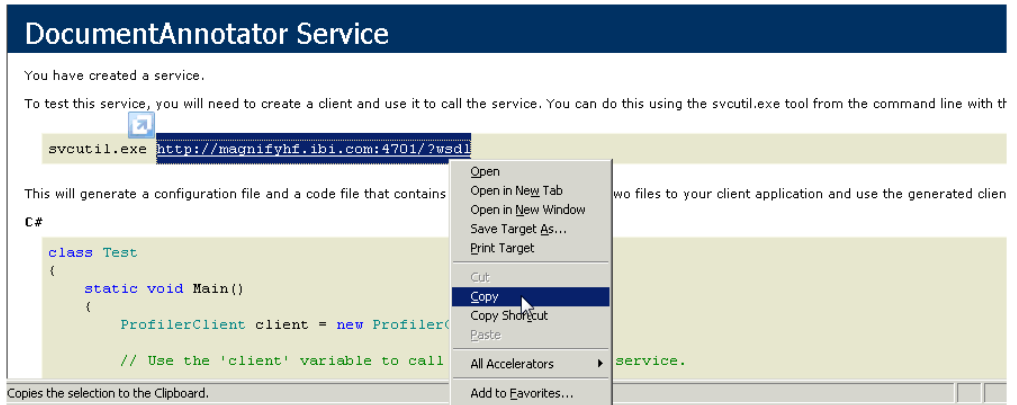 DocumentAnnotator Service
You have created a service.
To test this service, you will need to create a client and use it to call the service. You can do this using the svcutil.exe tool from the command line with th
svcutil.exe http://magnifyhf.ibi.com:4701/?wsdl
This will generate a configuration file and a code file that contains
wo files to your client application and use the generated clien
C#
class Test
{
static void Main()
{
ProfilerClient client = new Profiler
// Use the 'client' variable to call
service.
Open
Open in New Tab
Open in New Window
Save Target As...
Print Target
Cut
Copy
Copy Shortcut
Paste
All Accelerators
Add to Favorites...
Copies the selection to the Clipboard.